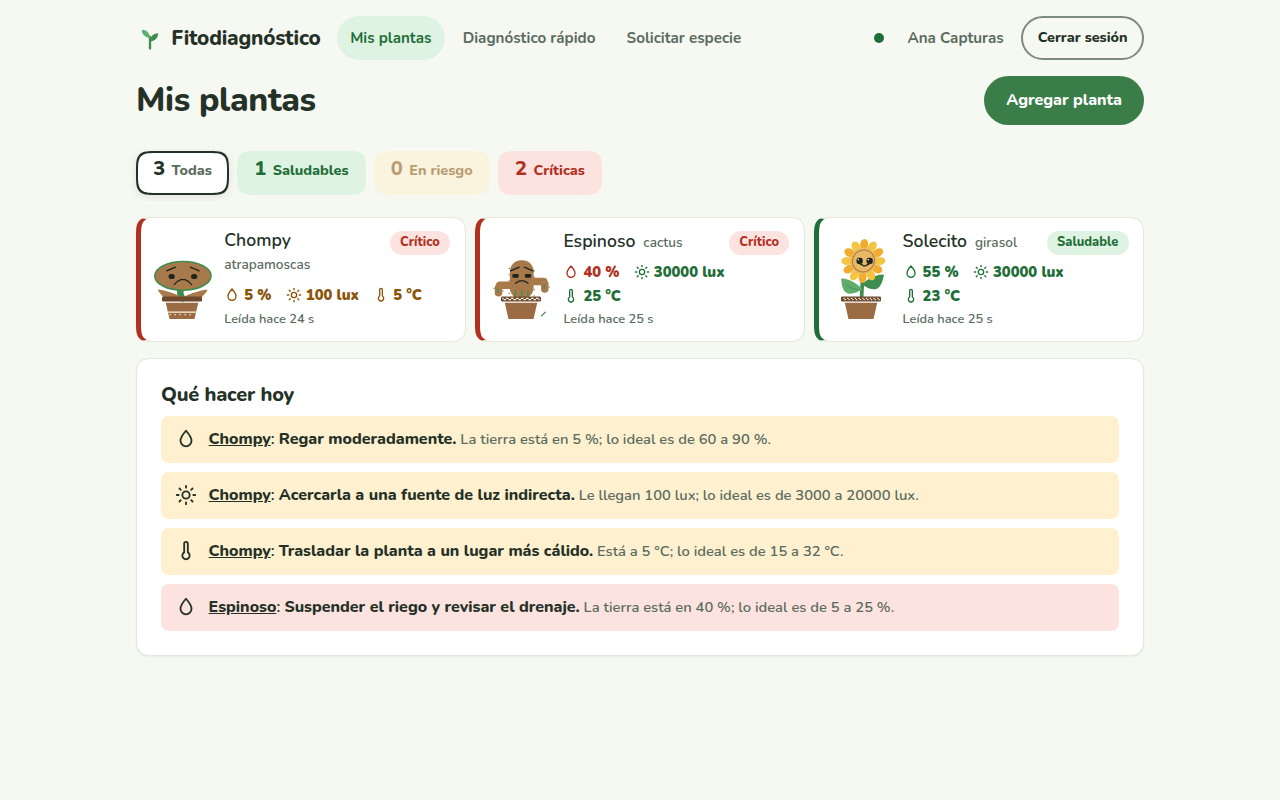 Fitodiagnóstico Mis plantas Diagnóstico rápido Solicitar especie Ana Capturas Cerrar sesión
Mis plantas Agregar planta
3 Todas 1 Saludables 0 En riesgo 2 Críticas
Chompy Crítico
atrapamoscas
5 % 100 lux 5 °C
Leída hace 24 s
Espinoso cactus Crítico
40 % 30000 lux
25 °C
Leída hace 25 s
Solecito girasol Saludable
55 % 30000 lux
23 °C
Leída hace 25 s
Qué hacer hoy
Chompy: Regar moderadamente. La tierra está en 5 %; lo ideal es de 60 a 90 %.
Chompy: Acercarla a una fuente de luz indirecta. Le llegan 100 lux; lo ideal es de 3000 a 20000 lux.
Chompy: Trasladar la planta a un lugar más cálido. Está a 5 °C; lo ideal es de 15 a 32 °C.
Espinoso: Suspender el riego y revisar el drenaje. La tierra está en 40 %; lo ideal es de 5 a 25 %.